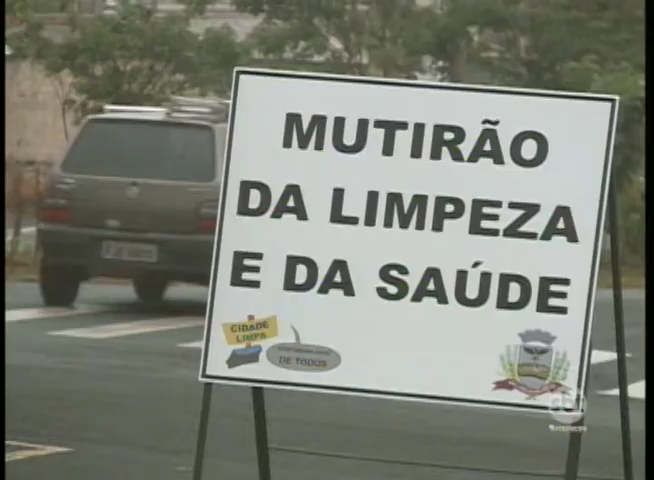 MUTIRÃO
DA LIMPEZA
E DA SAÚDE
CIDADE
LIMPA
DE TODOS